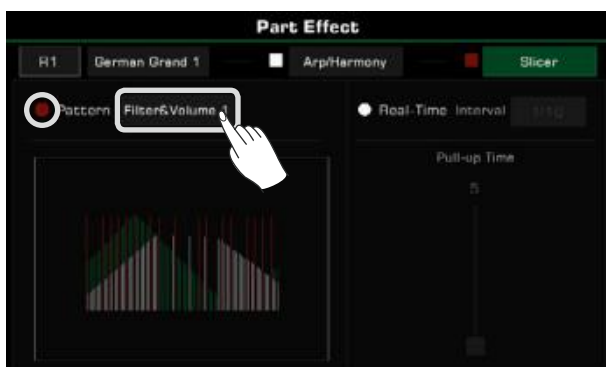 Part Effect
R1 German Grand 1 Arp/Harmony Slicer
Pattern Filter&Volume 1 Real-Time Interval
Pull-up Time
5